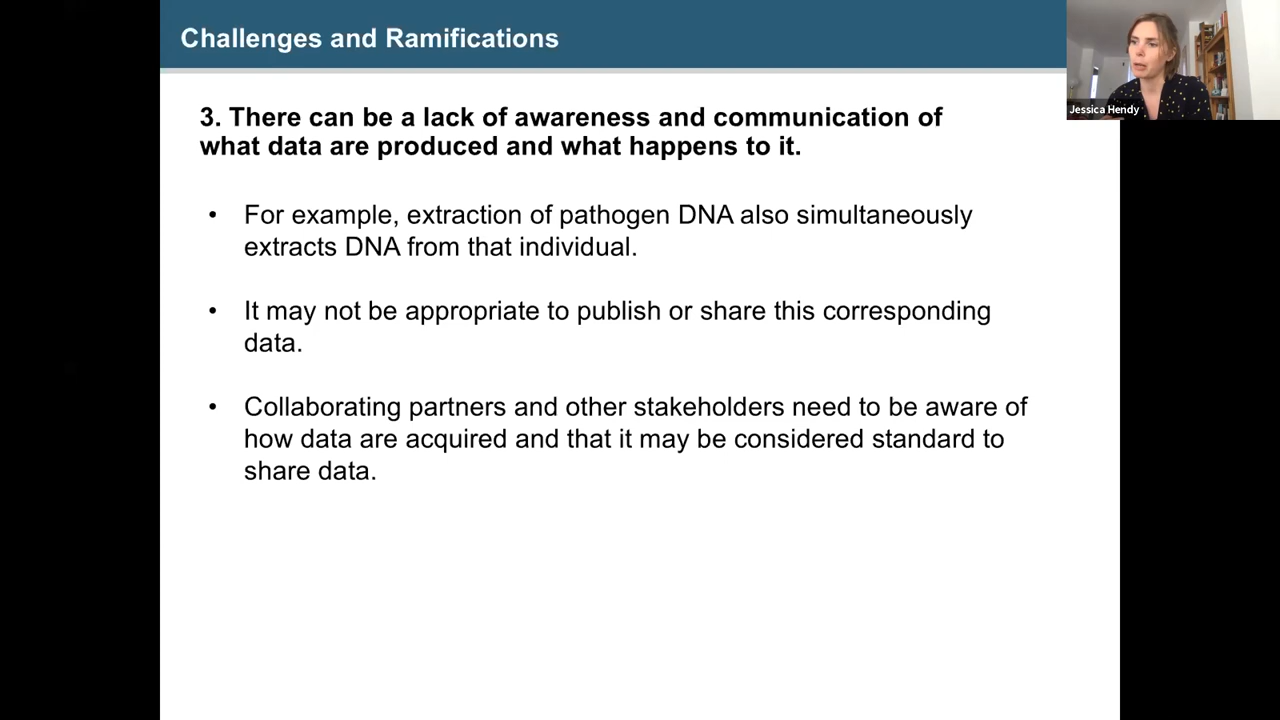 Challenges and Ramifications
Jessica Hendy
3. There can be a lack of awareness and communication of
what data are produced and what happens to it.
• For example, extraction of pathogen DNA also simultaneously
extracts DNA from that individual.
• It may not be appropriate to publish or share this corresponding
data.
• Collaborating partners and other stakeholders need to be aware of
how data are acquired and that it may be considered standard to
share data.